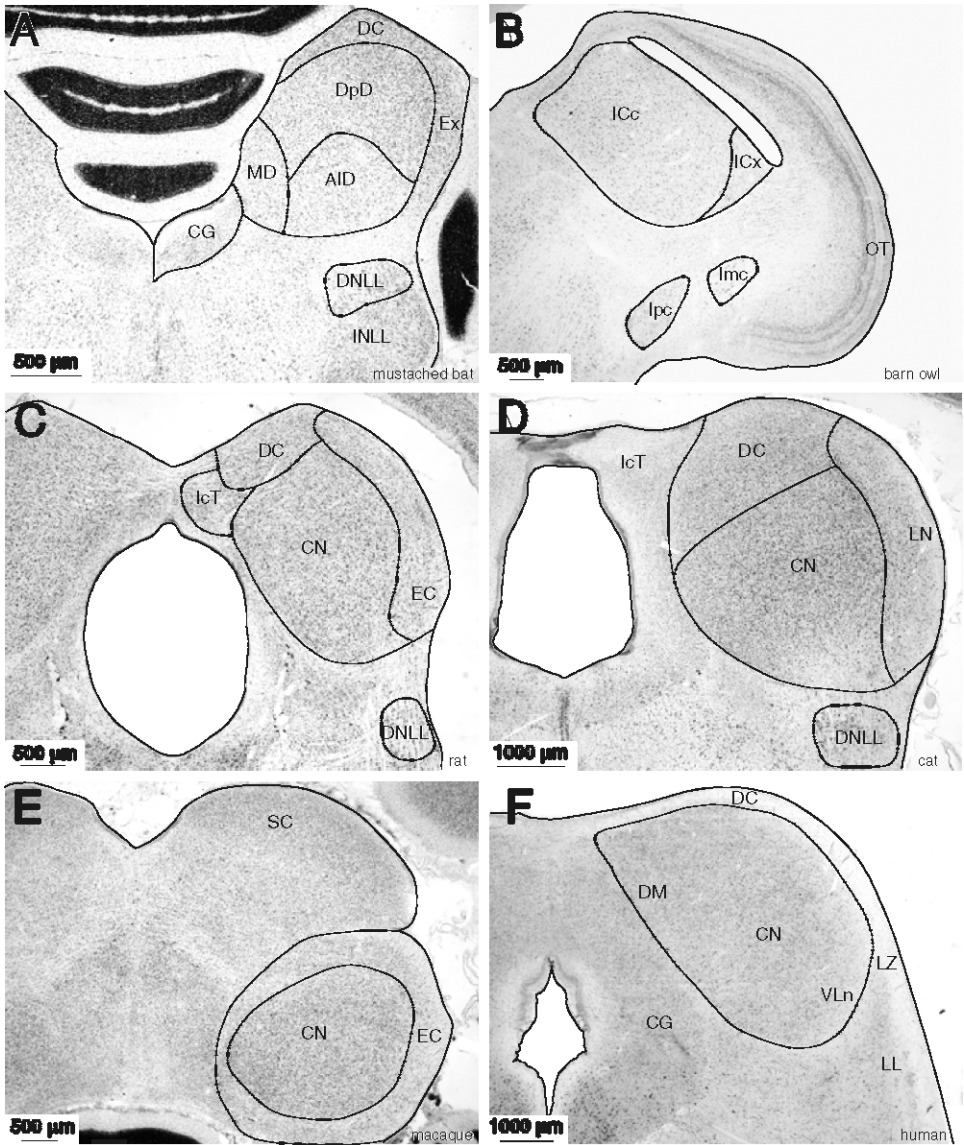 A
DC
DpD
Ex
MD
AlD
CG
DNLL
INLL
500 µm
mustached bat
B
ICc
ICx
OT
Imc
Ipc
500 µm
barn owl
C
DC
IcT
CN
EC
DNLL
500 µm
rat
D
IcT
DC
LN
CN
DNLL
1000 µm
cat
E
SC
CN
EC
500 µm
macaque
F
DC
DM
CN
LZ
VLn
CG
LL
1000 µm
human